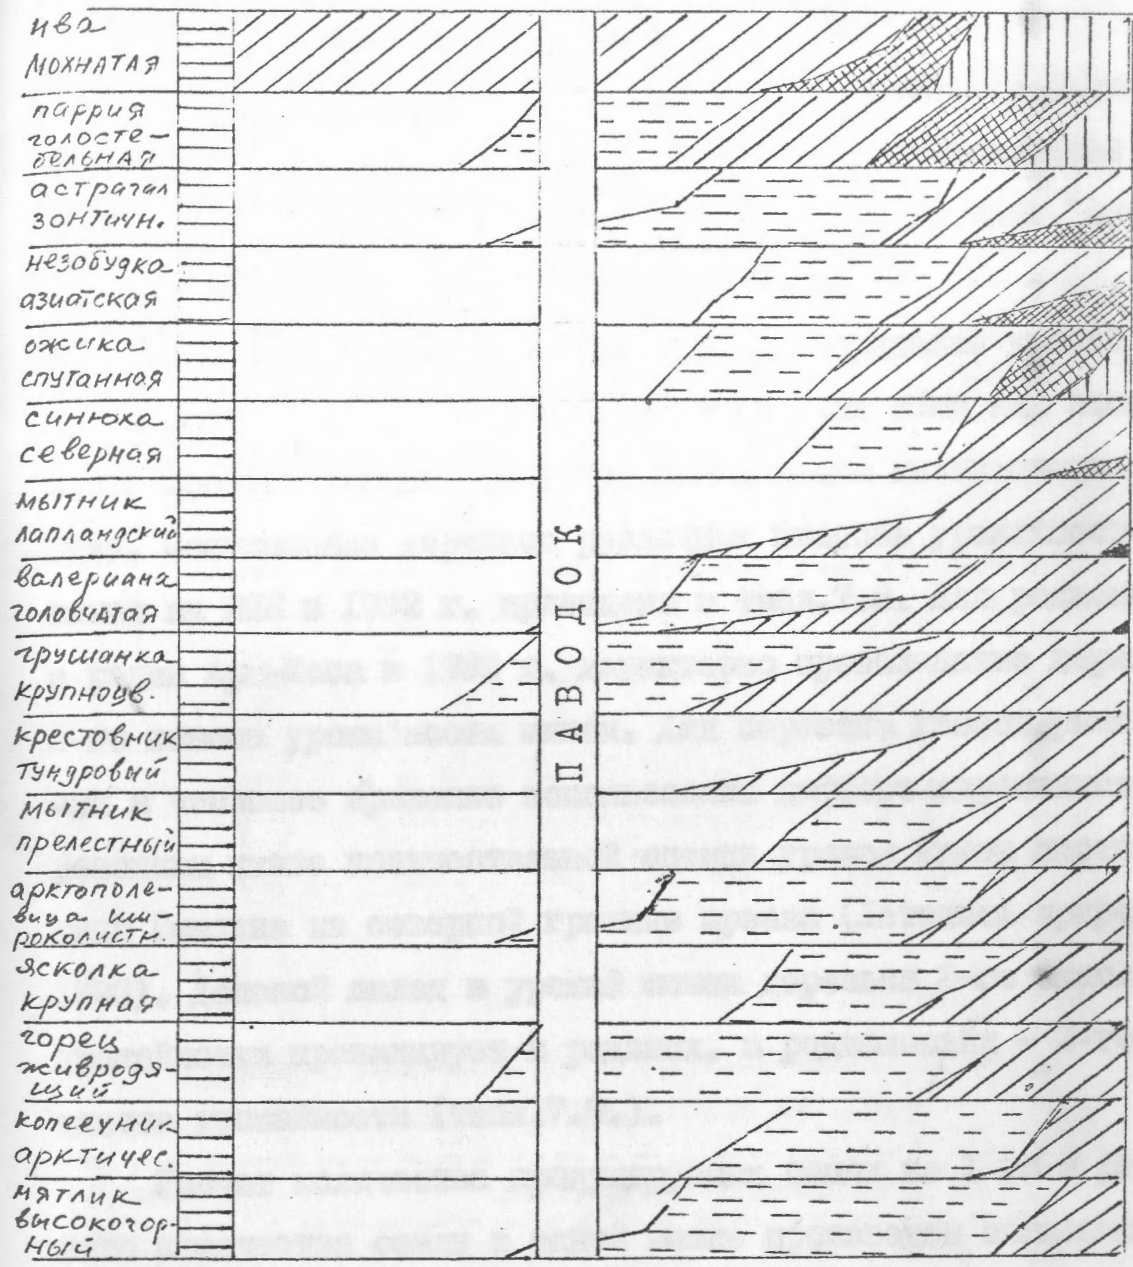 ива
мохнатая
паррия
голосте-
бельная
астрагал
зонтичн.
незабудка
азиатская
ожика
спутанная
синюха
северная
мытник
лапландский
валериана
головчатая
грушанка
крупноцв.
крестовник
тундровый
мытник
прелестный
арктополе-
вица ши-
роколистн.
ясколка
крупная
горец
живродя-
щий
копеечник
арктичес.
мятлик
высокогор-
ный
ПАВОДОК